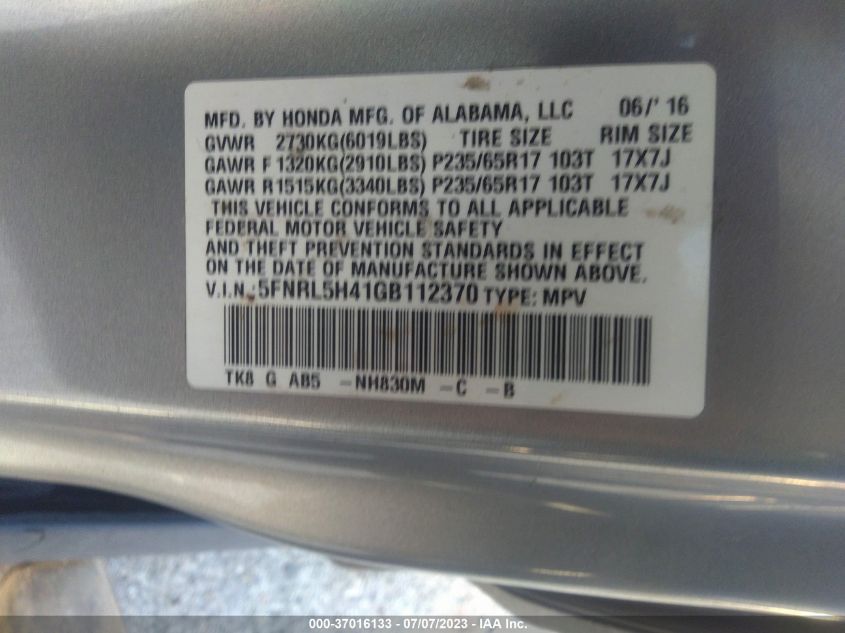 MFD. BY HONDA MFG. OF ALABAMA, LLC 06/' 16
GVWR 2730KG(6019LBS) TIRE SIZE RIM SIZE
GAWR F 1320KG(2910LBS) P235/65R17 103T 17X7J
GAWR R1515KG(3340LBS) P235/65R17 103T 17X7J
THIS VEHICLE CONFORMS TO ALL APPLICABLE
FEDERAL MOTOR VEHICLE SAFETY
AND THEFT PREVENTION STANDARDS IN EFFECT
ON THE DATE OF MANUFACTURE SHOWN ABOVE.
V.I.N.:5FNRL5H41GB112370 TYPE: MPV
TK8 G A85 -NH830M -C -B
000-37016133 - 07/07/2023 - IAA Inc.